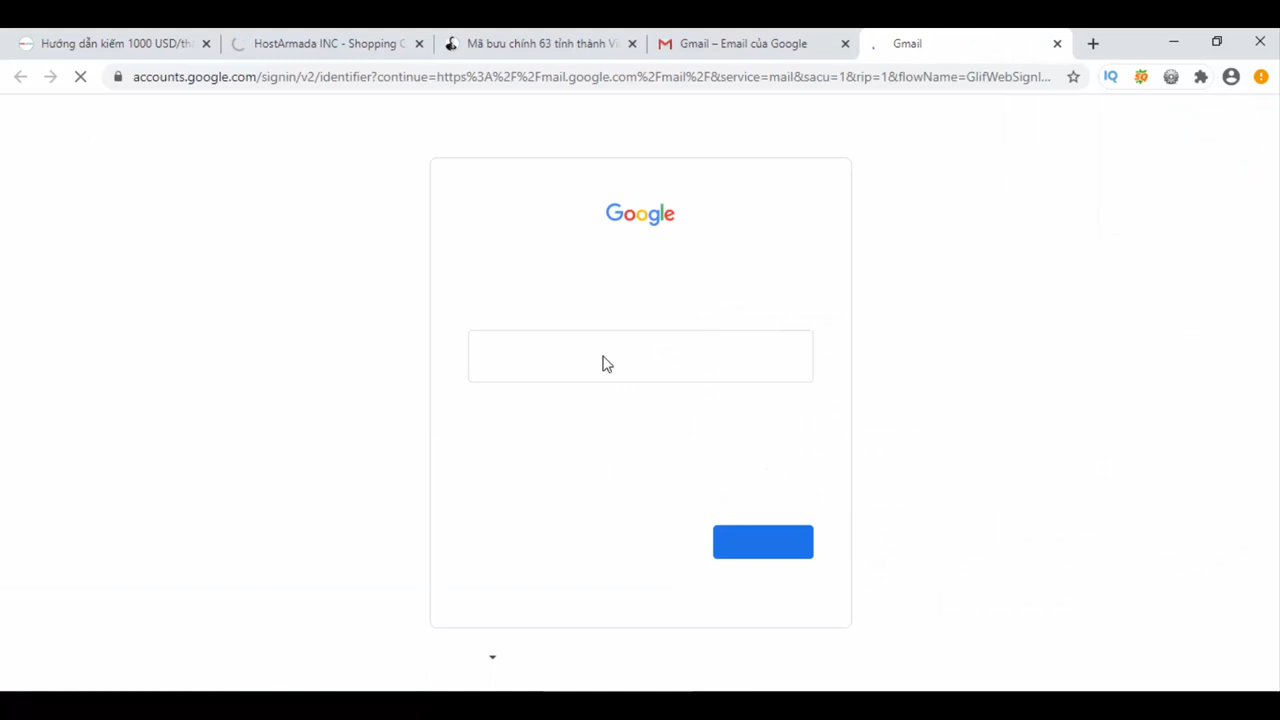 Hướng dẫn kiếm 1000 USD/thá
HostArmada INC - Shopping C
Mã bưu chính 63 tỉnh thành Việ
Gmail – Email của Google
Gmail
accounts.google.com/signin/v2/identifier?continue=https%3A%2F%2Fmail.google.com%2Fmail%2F&service=mail&sacu=1&rip=1&flowName=GlifWebSignI...
IQ
Google